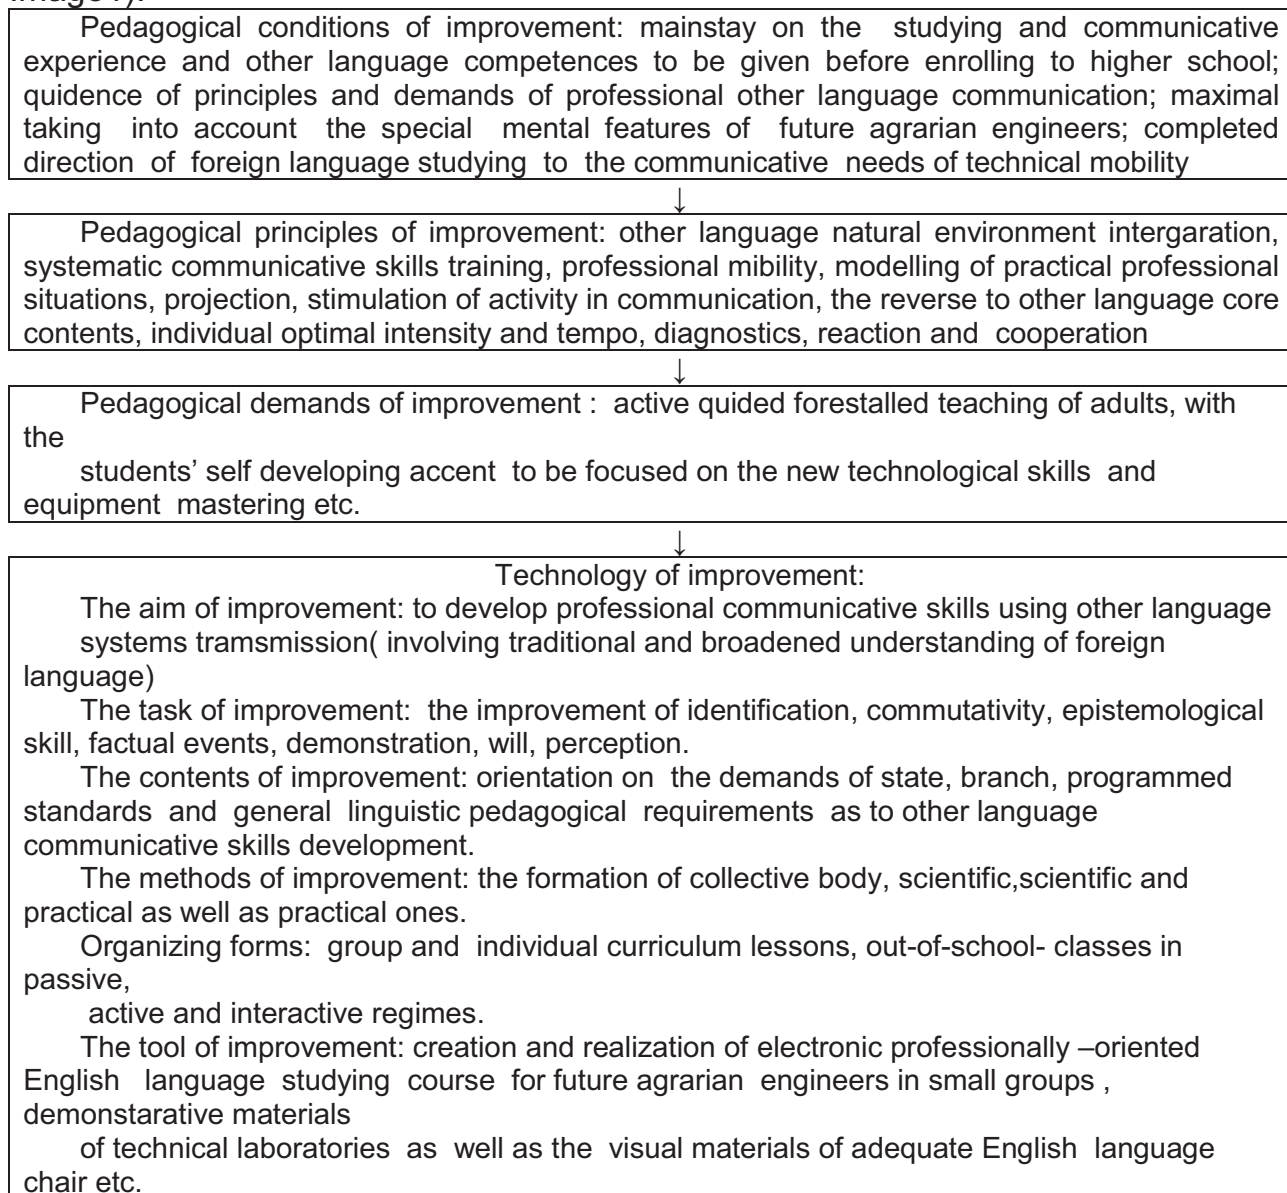 Pedagogical conditions of improvement: mainstay on the studying and communicative
experience and other language competences to be given before enrolling to higher school;
quidence of principles and demands of professional other language communication; maximal
taking into account the special mental features of future agrarian engineers; completed
direction of foreign language studying to the communicative needs of technical mobility
↓
Pedagogical principles of improvement: other language natural environment intergaration,
systematic communicative skills training, professional mibility, modelling of practical professional
situations, projection, stimulation of activity in communication, the reverse to other language core
contents, individual optimal intensity and tempo, diagnostics, reaction and cooperation
↓
Pedagogical demands of improvement : active quided forestalled teaching of adults, with
the
students’ self developing accent to be focused on the new technological skills and
equipment mastering etc.
↓
Technology of improvement:
The aim of improvement: to develop professional communicative skills using other language
systems tramsmission( involving traditional and broadened understanding of foreign
language)
The task of improvement: the improvement of identification, commutativity, epistemological
skill, factual events, demonstration, will, perception.
The contents of improvement: orientation on the demands of state, branch, programmed
standards and general linguistic pedagogical requirements as to other language
communicative skills development.
The methods of improvement: the formation of collective body, scientific,scientific and
practical as well as practical ones.
Organizing forms: group and individual curriculum lessons, out-of-school- classes in
passive,
active and interactive regimes.
The tool of improvement: creation and realization of electronic professionally –oriented
English language studying course for future agrarian engineers in small groups ,
demonstarative materials
of technical laboratories as well as the visual materials of adequate English language
chair etc.